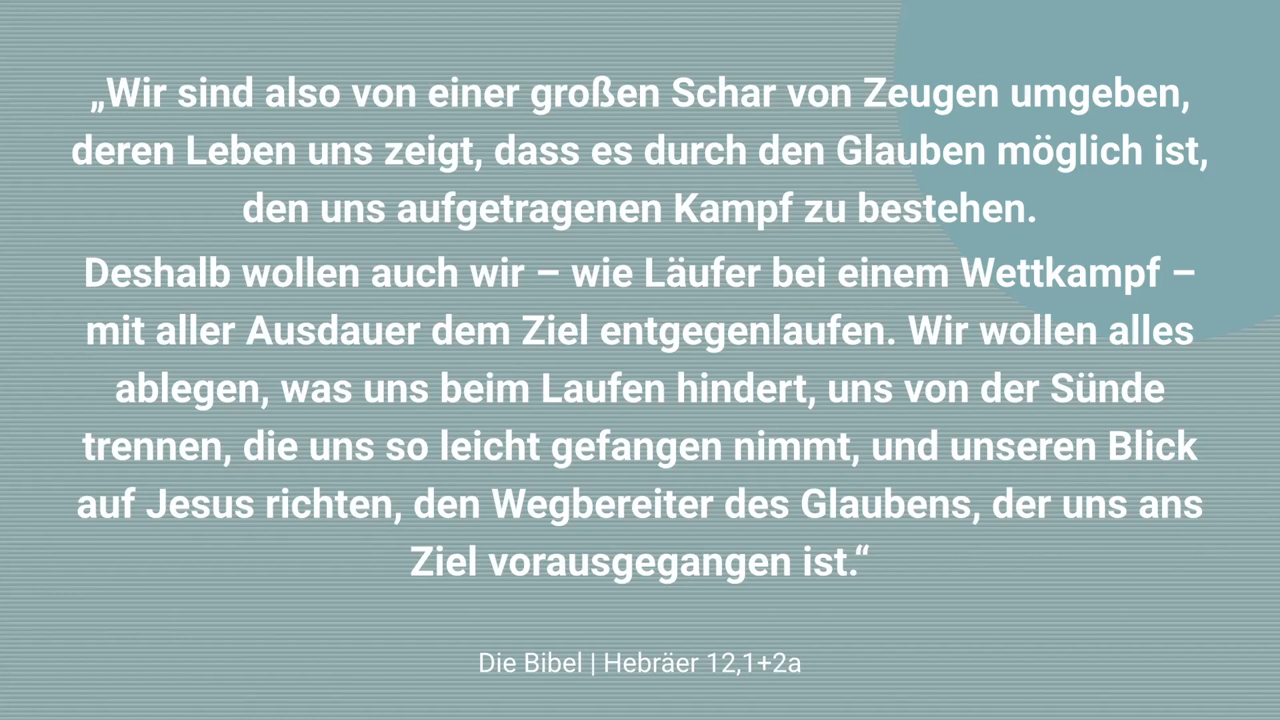 „Wir sind also von einer großen Schar von Zeugen umgeben,
deren Leben uns zeigt, dass es durch den Glauben möglich ist,
den uns aufgetragenen Kampf zu bestehen.
Deshalb wollen auch wir – wie Läufer bei einem Wettkampf –
mit aller Ausdauer dem Ziel entgegenlaufen. Wir wollen alles
ablegen, was uns beim Laufen hindert, uns von der Sünde
trennen, die uns so leicht gefangen nimmt, und unseren Blick
auf Jesus richten, den Wegbereiter des Glaubens, der uns ans
Ziel vorausgegangen ist.“
Die Bibel | Hebräer 12,1+2a